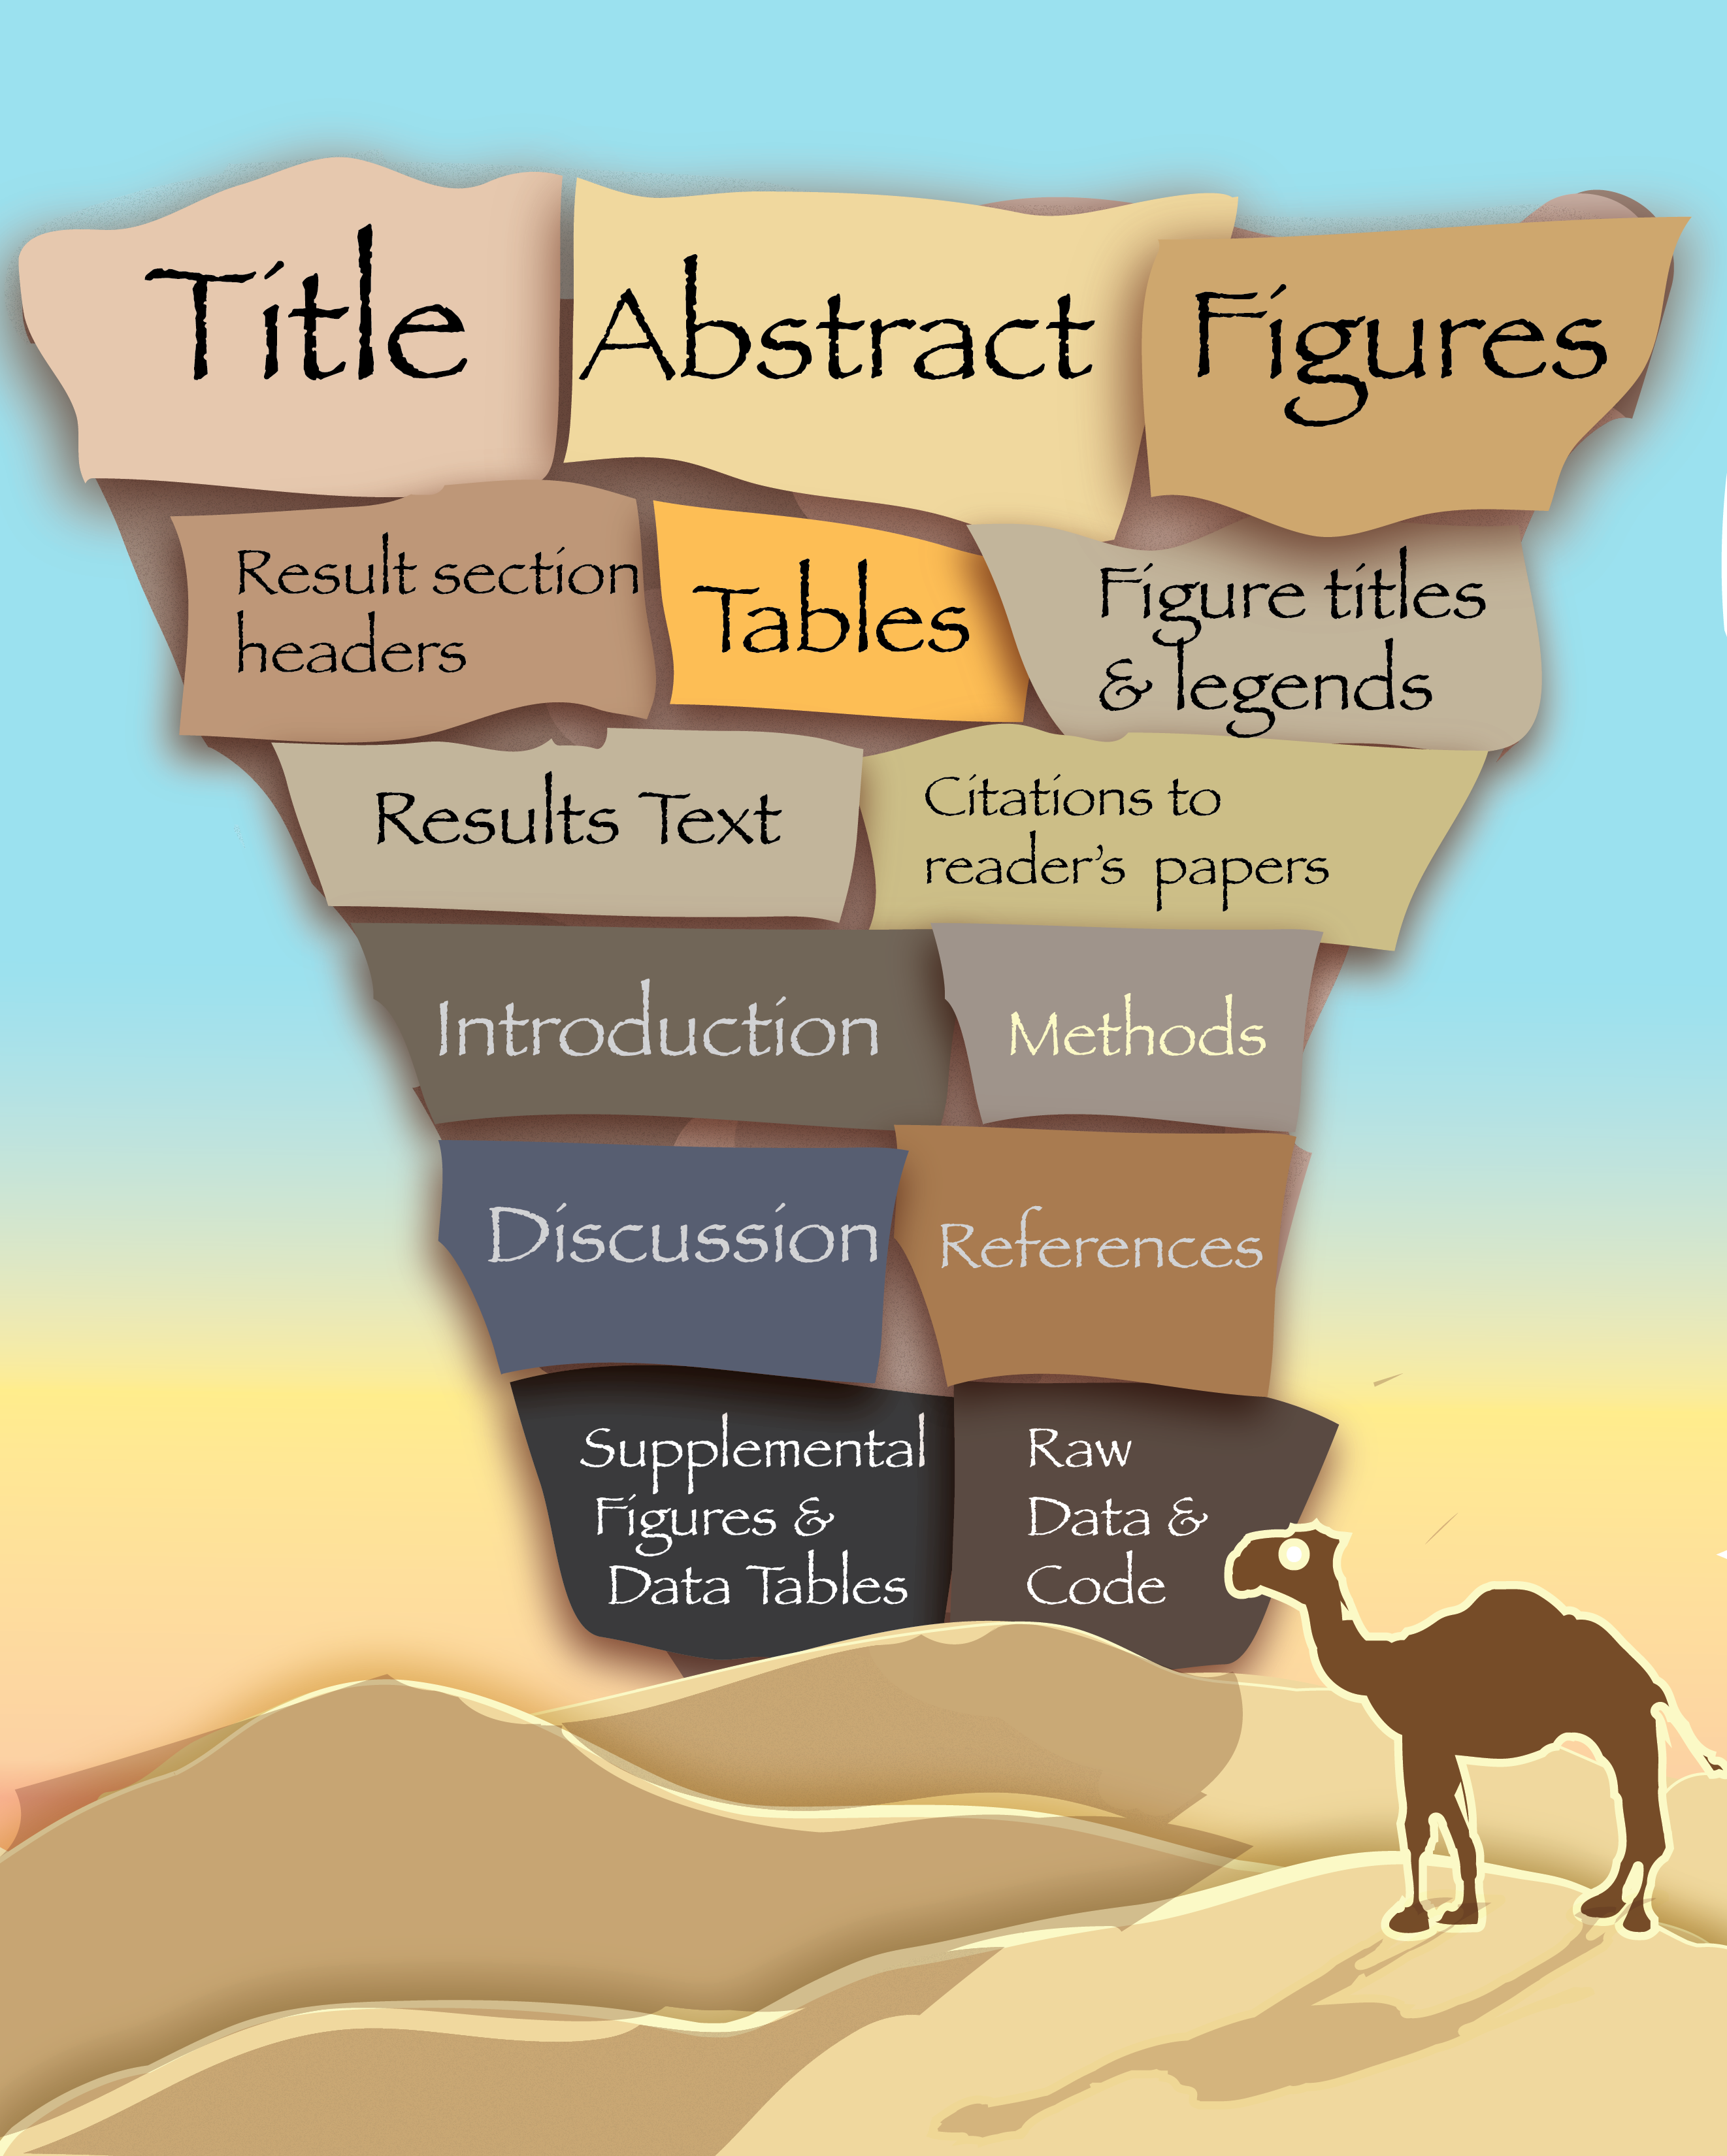 Title
Abstract
Figures
Result section
headers
Tables
Figure titles
& legends
Results Text
Citations to
reader's papers
Introduction
Methods
Discussion
References
Supplemental
Figures &
Data Tables
Raw
Data &
Code